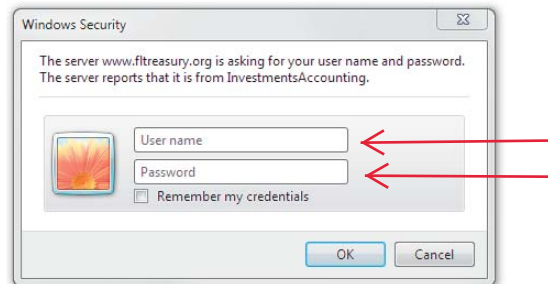 Windows Security
The server www.fltreasury.org is asking for your user name and password.
The server reports that it is from InvestmentsAccounting.
User name
Password
Remember my credentials
OK
Cancel